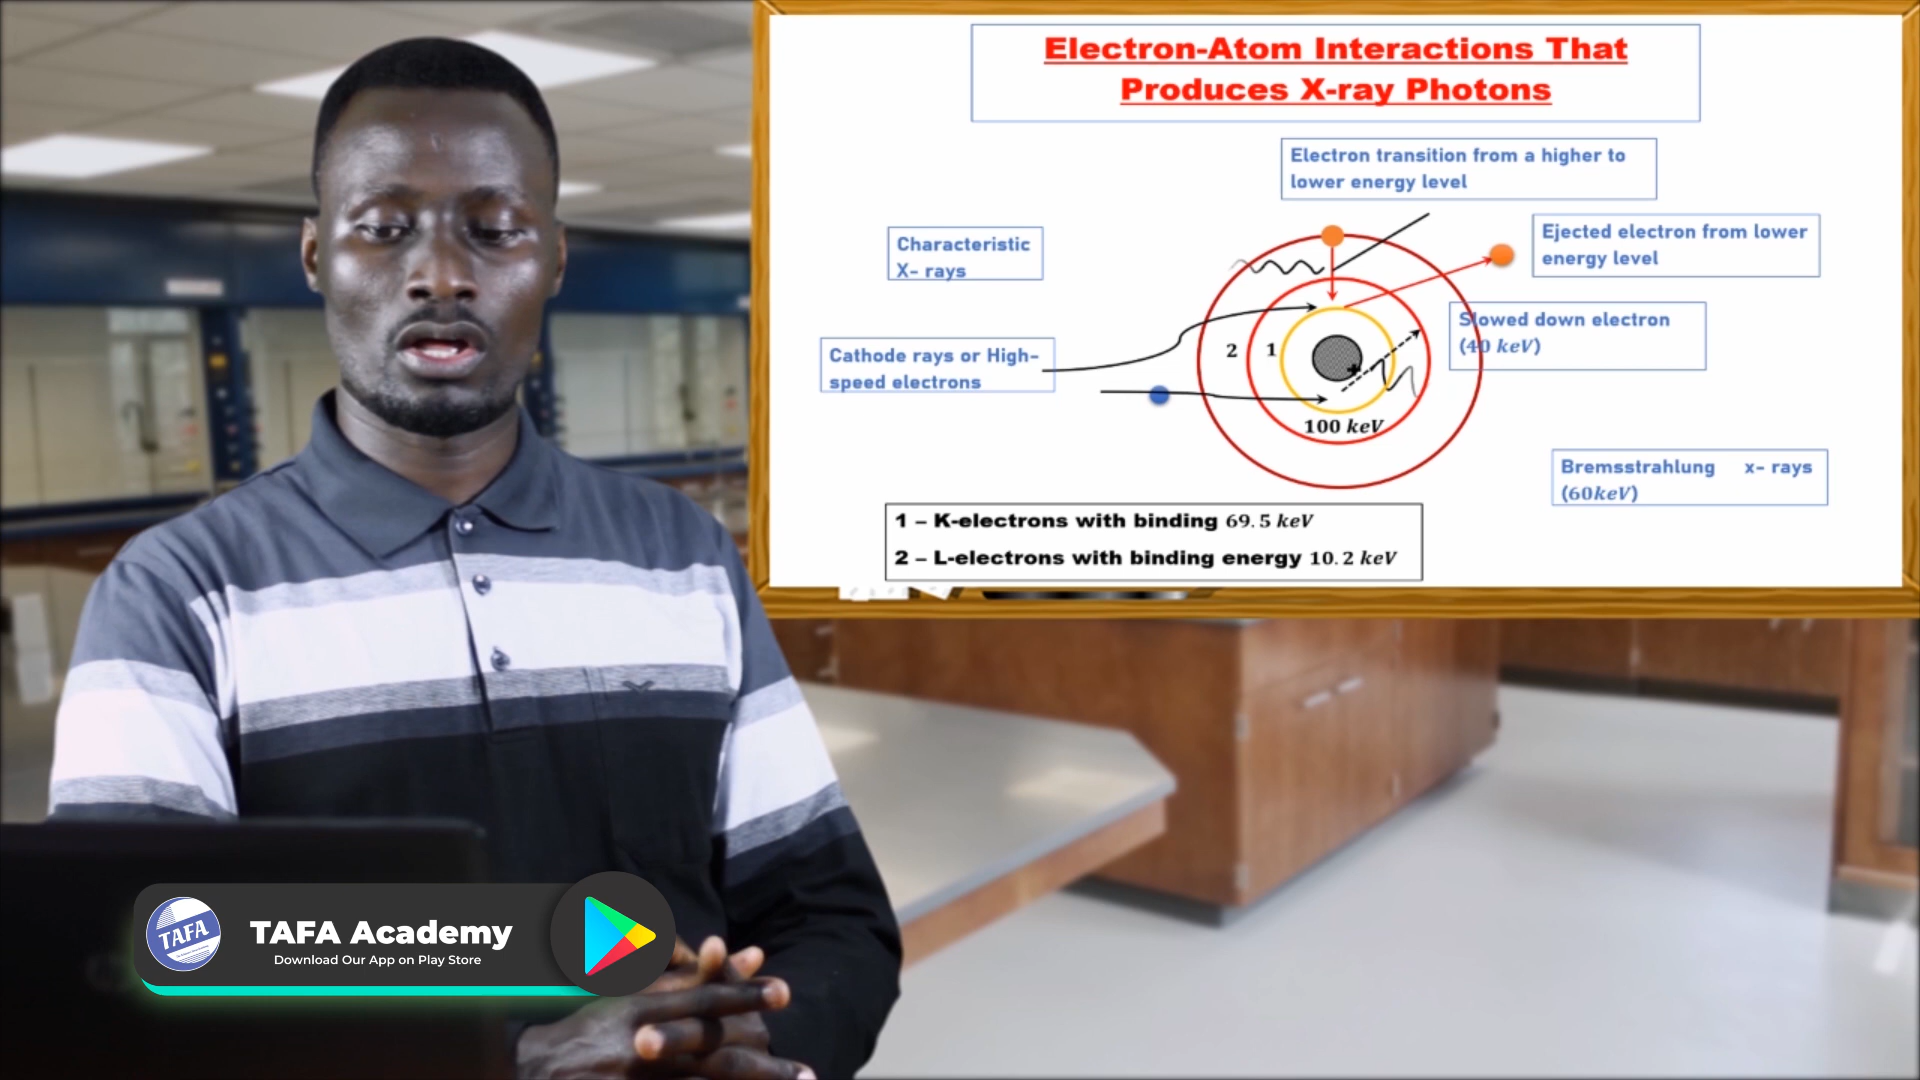 Electron-Atom Interactions That
Produces X-ray Photons
Electron transition from a higher to
lower energy level
Characteristic
X- rays
Ejected electron from lower
energy level
Slowed down electron
(40 keV)
Cathode rays or High-
speed electrons
2
1
+
100 keV
Bremsstrahlung x- rays
(60keV)
1 – K-electrons with binding 69.5 keV
2 – L-electrons with binding energy 10.2 keV
TAFA
TAFA Academy
Download Our App on Play Store